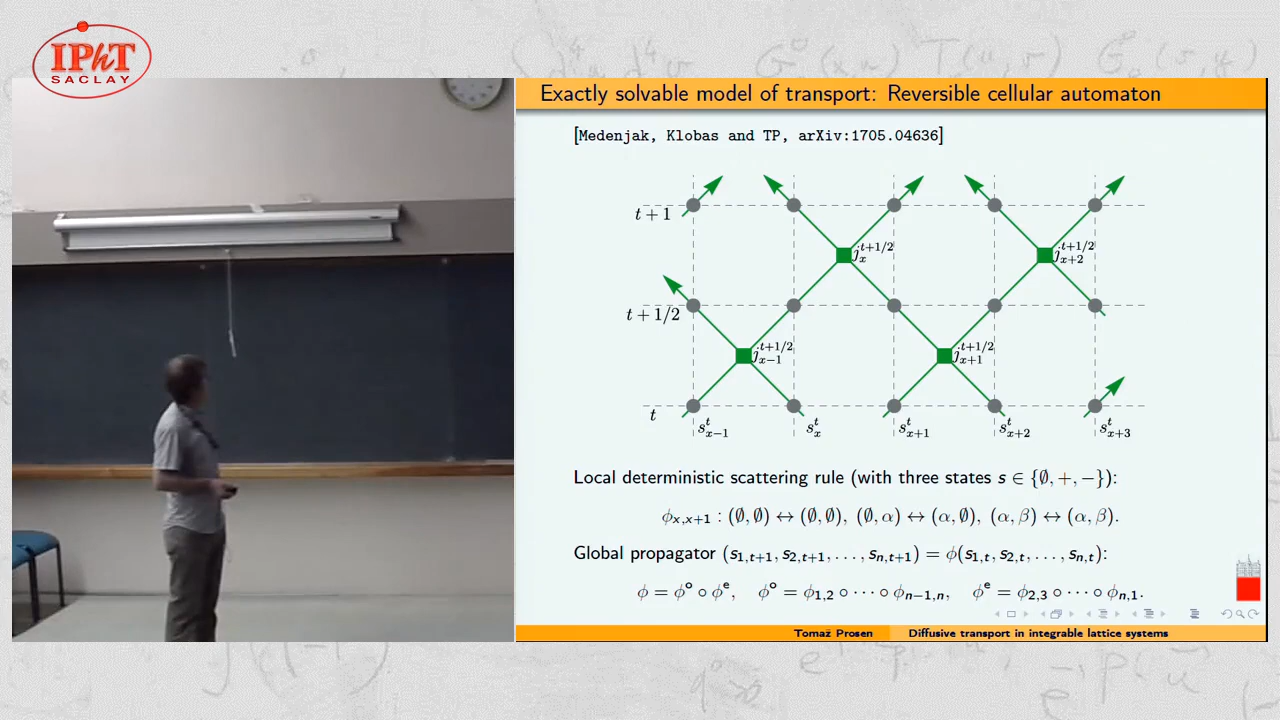 IPhT
SACLAY
Exactly solvable model of transport: Reversible cellular automaton
[Medenjak, Klobas and TP, arXiv:1705.04636]
t + 1
j_x^{t+1/2}
j_{x+2}^{t+1/2}
t + 1/2
j_{x-1}^{t+1/2}
j_{x+1}^{t+1/2}
t
s_{x-1}^t s_x^t s_{x+1}^t s_{x+2}^t s_{x+3}^t
Local deterministic scattering rule (with three states s ∈ {∅, +, −}):
ϕ_{x,x+1} : (∅, ∅) ↔ (∅, ∅), (∅, α) ↔ (α, ∅), (α, β) ↔ (α, β).
Global propagator (s_{1,t+1}, s_{2,t+1}, . . . , s_{n,t+1}) = ϕ(s_{1,t}, s_{2,t}, . . . , s_{n,t}):
ϕ = ϕ^o ∘ ϕ^e, ϕ^o = ϕ_{1,2} ∘ ··· ∘ ϕ_{n−1,n}, ϕ^e = ϕ_{2,3} ∘ ··· ∘ ϕ_{n,1}.
Tomaž Prosen Diffusive transport in integrable lattice systems